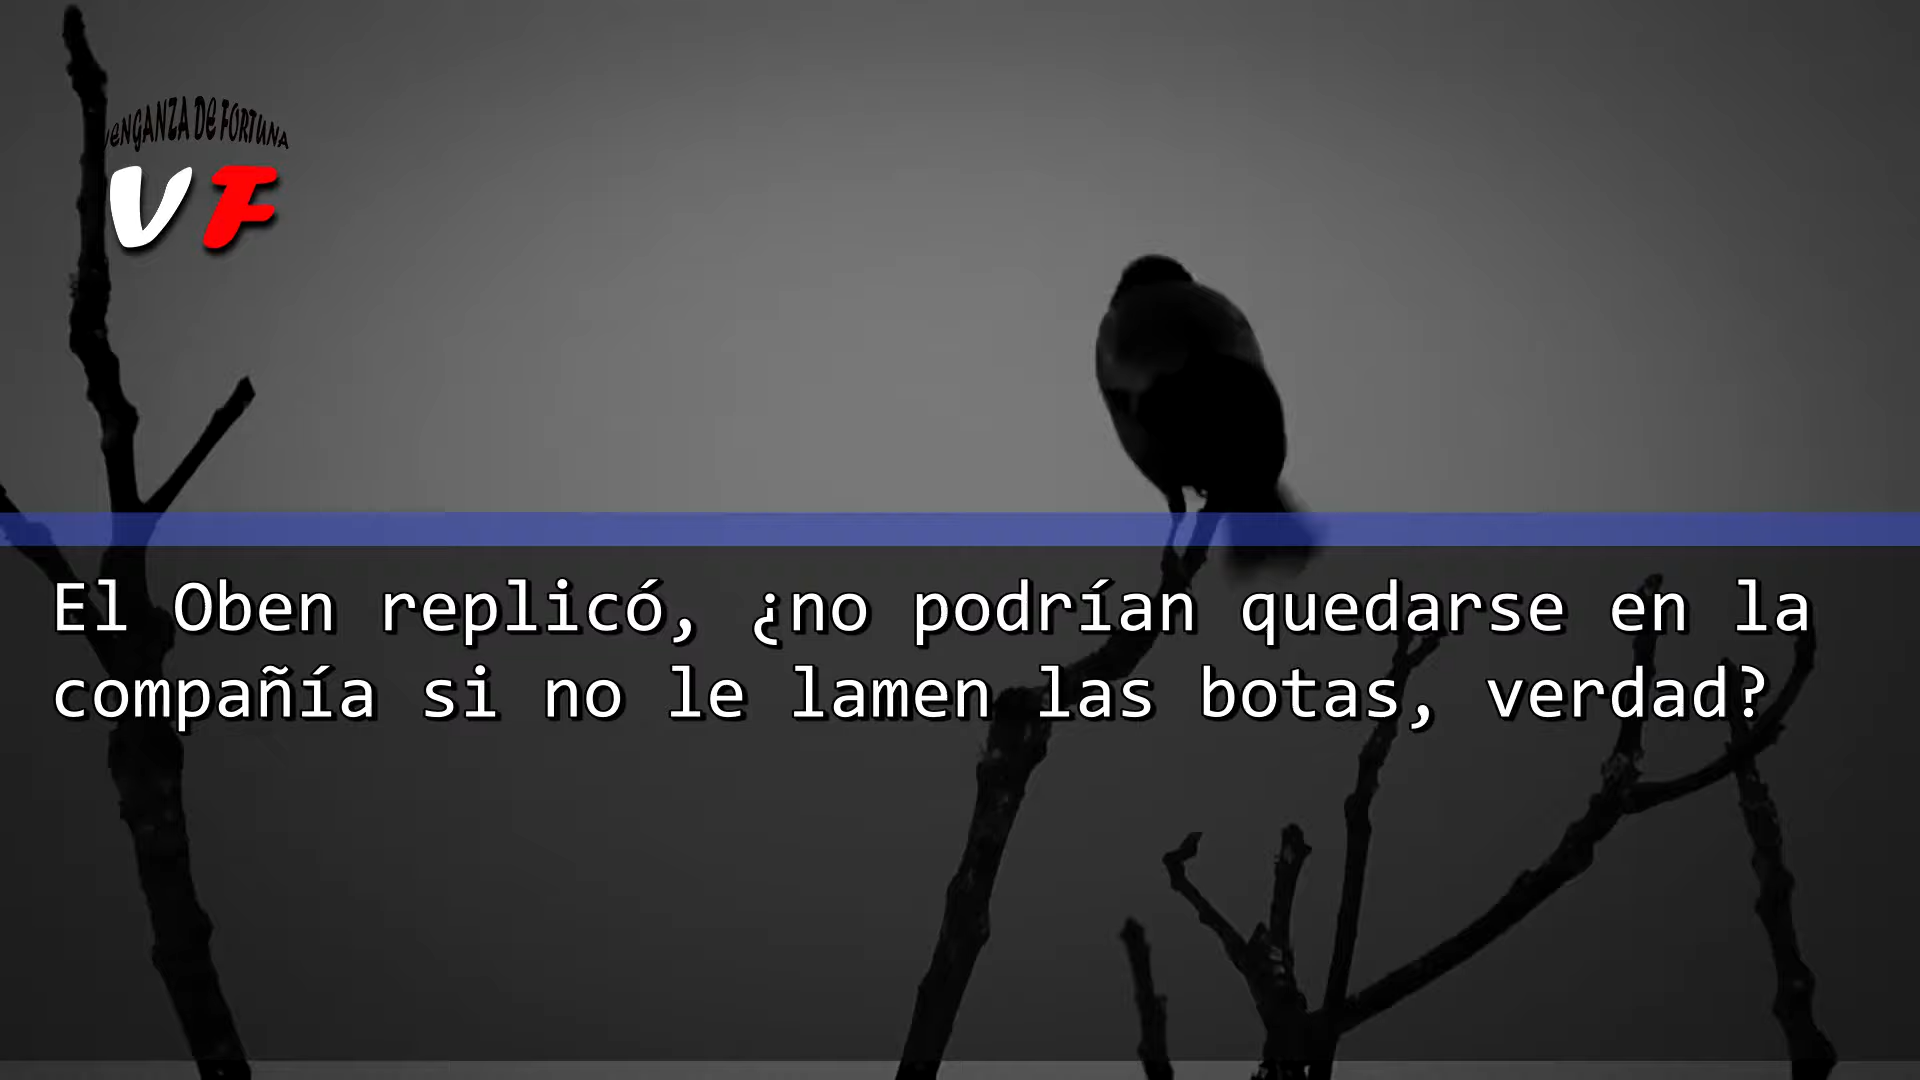 VENGANZA DE FORTUNA
VF
El Oben replicó, ¿no podrían quedarse en la
compañía si no le lamen las botas, verdad?